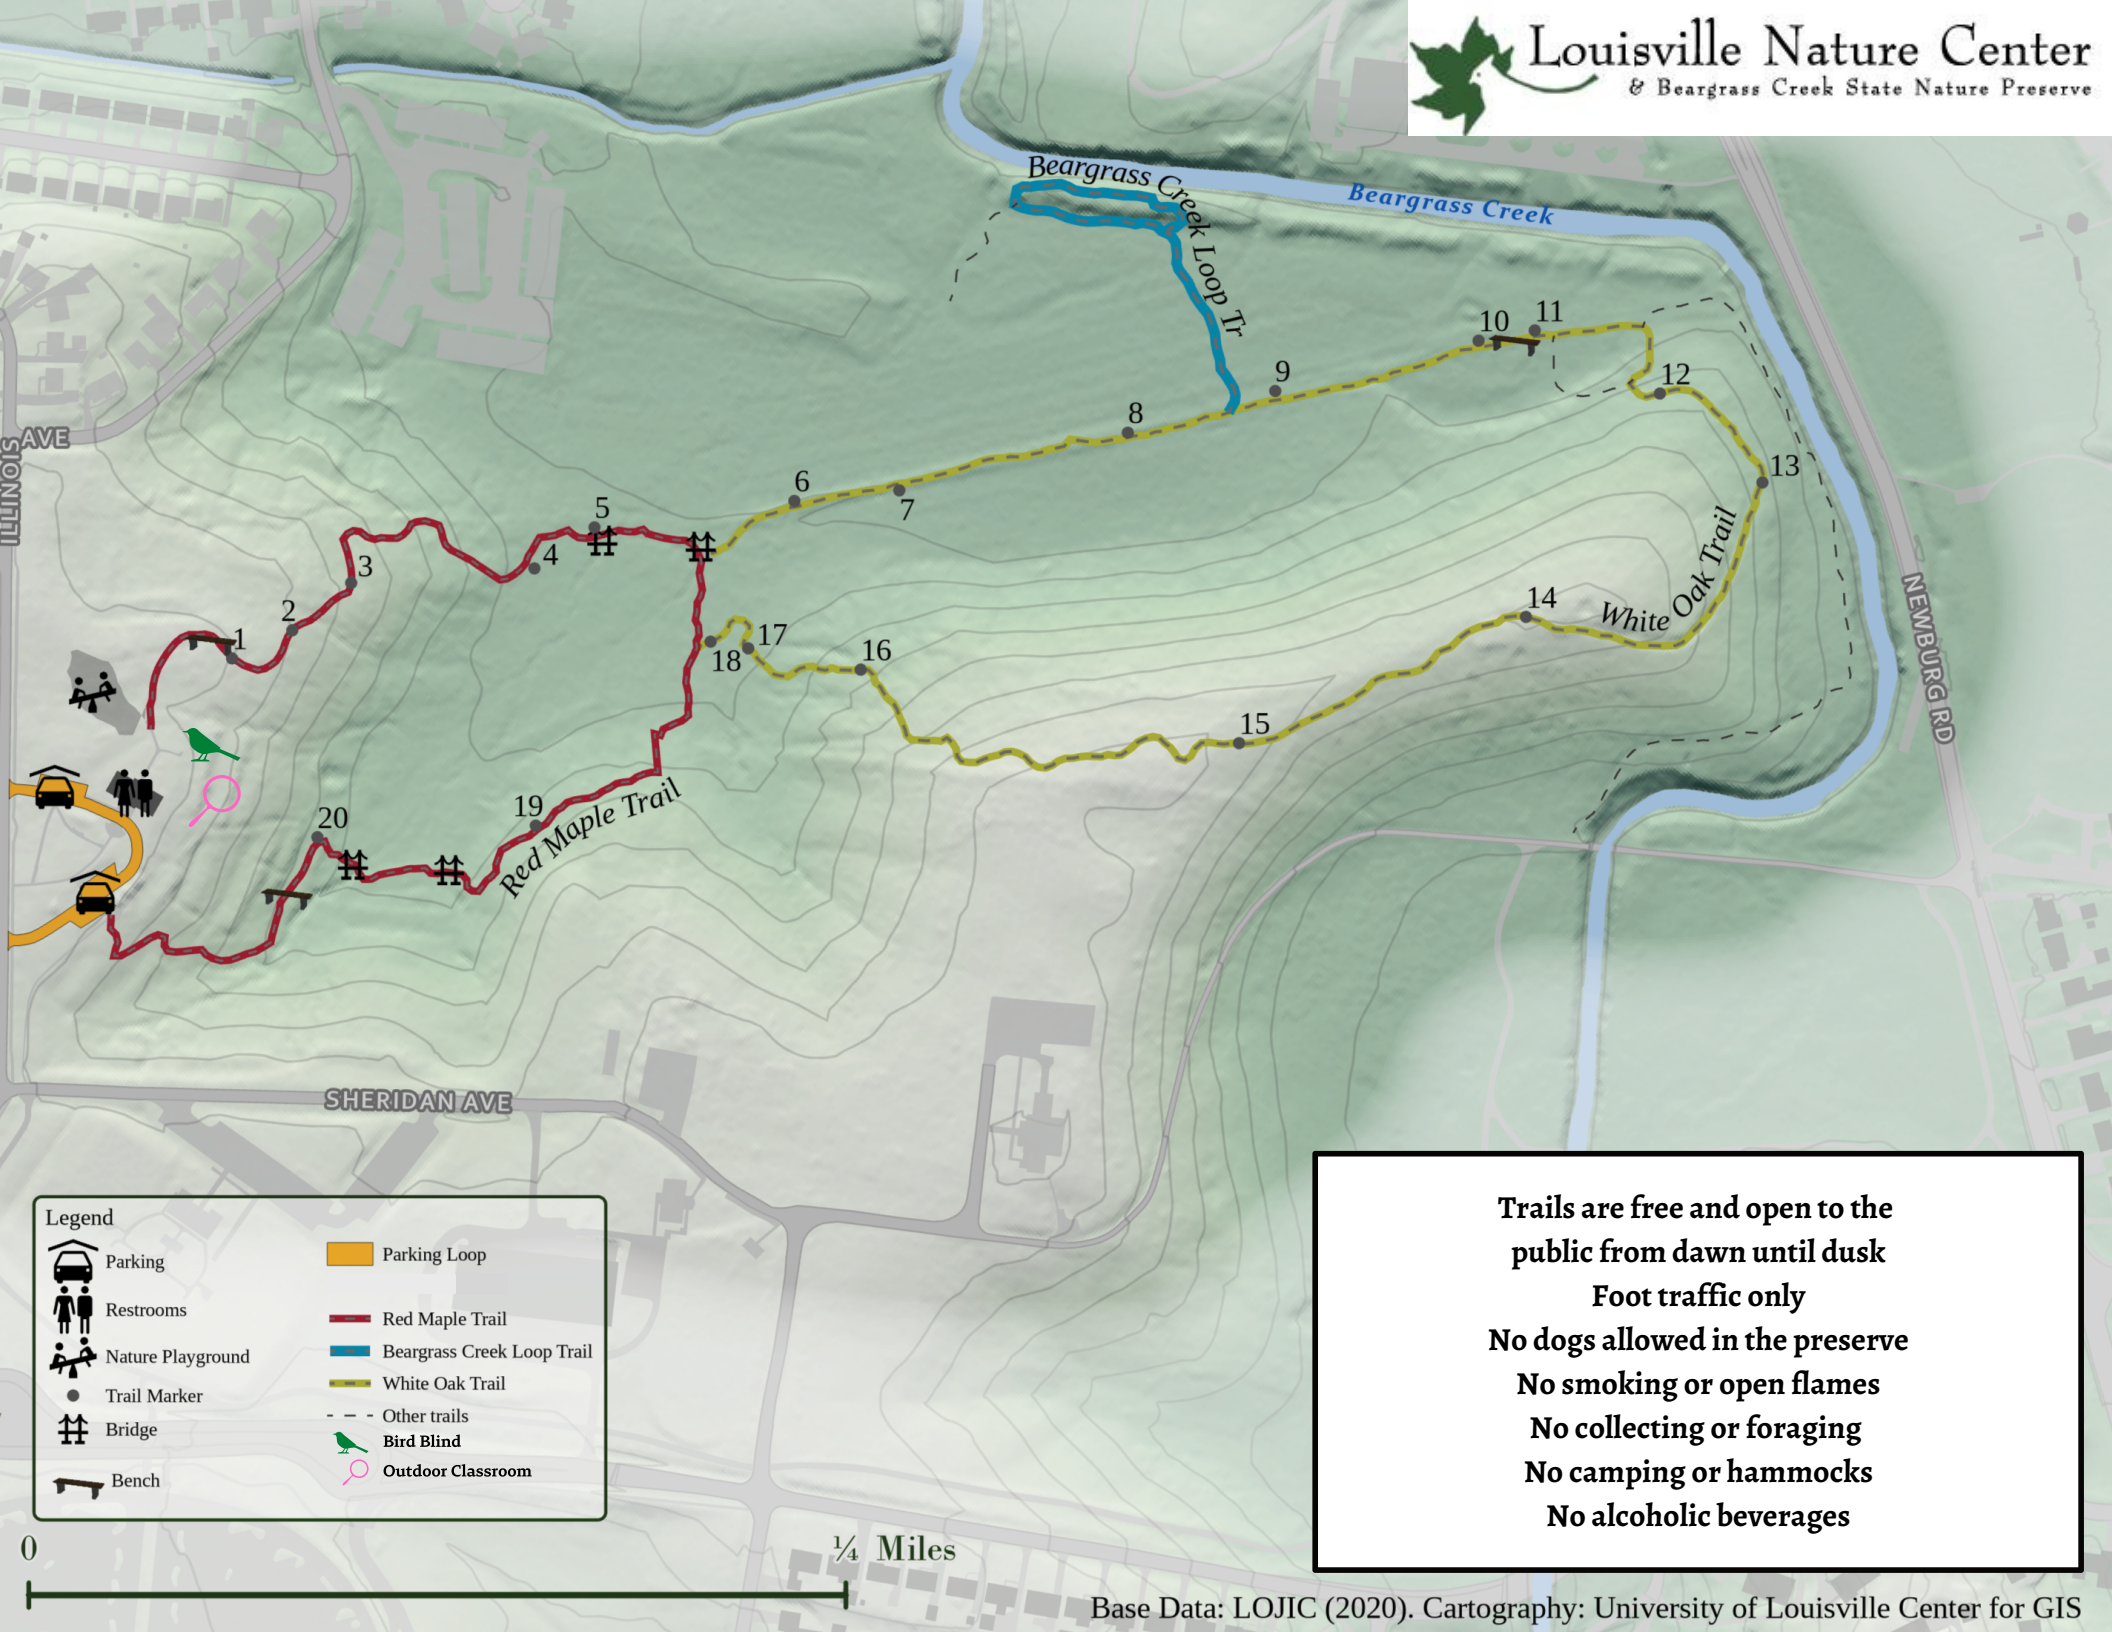 Louisville Nature Center
& Beargrass Creek State Nature Preserve
Beargrass Creek Loop Tr
Beargrass Creek
10
11
9
12
8
13
6
7
5
4
3
2
1
14
White Oak Trail
17
18
16
15
19
20
Red Maple Trail
AVE
ILLINOIS
NEWBURG RD
SHERIDAN AVE
Legend
Parking
Restrooms
Nature Playground
Trail Marker
Bridge
Bench
Parking Loop
Red Maple Trail
Beargrass Creek Loop Trail
White Oak Trail
Other trails
Bird Blind
Outdoor Classroom
0
¼ Miles
Trails are free and open to the
public from dawn until dusk
Foot traffic only
No dogs allowed in the preserve
No smoking or open flames
No collecting or foraging
No camping or hammocks
No alcoholic beverages
Base Data: LOJIC (2020). Cartography: University of Louisville Center for GIS